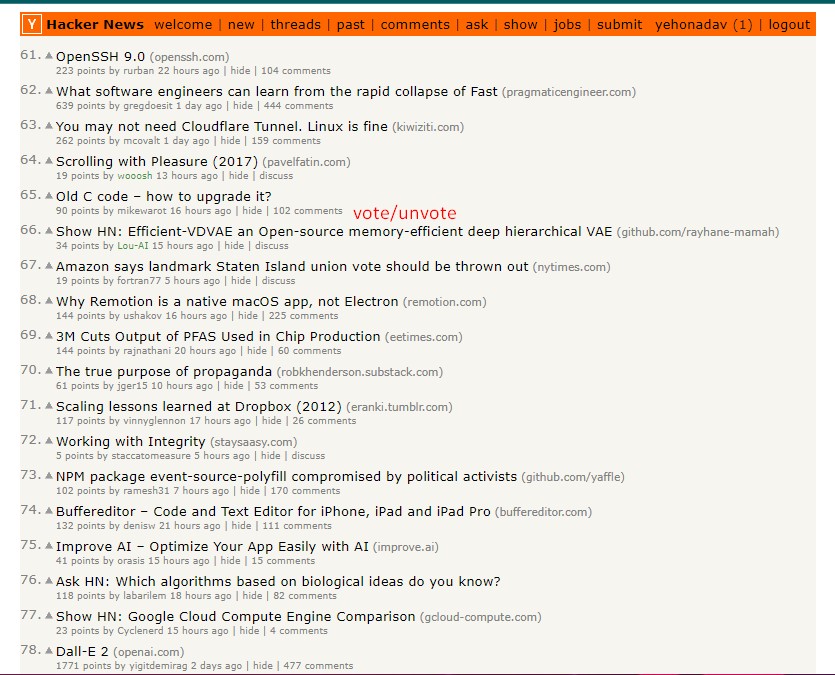 Y Hacker News welcome | new | threads | past | comments | ask | show | jobs | submit yehonadav (1) | logout
61. ▲ OpenSSH 9.0 (openssh.com)
223 points by rurban 22 hours ago | hide | 104 comments
62. ▲ What software engineers can learn from the rapid collapse of Fast (pragmaticengineer.com)
639 points by gregdoesit 1 day ago | hide | 444 comments
63. ▲ You may not need Cloudflare Tunnel. Linux is fine (kiwiziti.com)
262 points by mcovalt 1 day ago | hide | 159 comments
64. ▲ Scrolling with Pleasure (2017) (pavelfatin.com)
19 points by wooosh 13 hours ago | hide | discuss
65. ▲ Old C code – how to upgrade it?
90 points by mikewarot 16 hours ago | hide | 102 comments vote/unvote
66. ▲ Show HN: Efficient-VDVAE an Open-source memory-efficient deep hierarchical VAE (github.com/rayhane-mamah)
34 points by Lou-AI 15 hours ago | hide | discuss
67. ▲ Amazon says landmark Staten Island union vote should be thrown out (nytimes.com)
19 points by fortran77 5 hours ago | hide | discuss
68. ▲ Why Remotion is a native macOS app, not Electron (remotion.com)
144 points by ushakov 16 hours ago | hide | 225 comments
69. ▲ 3M Cuts Output of PFAS Used in Chip Production (eetimes.com)
144 points by rajnathani 20 hours ago | hide | 60 comments
70. ▲ The true purpose of propaganda (robkhenderson.substack.com)
61 points by jger15 10 hours ago | hide | 53 comments
71. ▲ Scaling lessons learned at Dropbox (2012) (eranki.tumblr.com)
117 points by vinnyglennon 17 hours ago | hide | 26 comments
72. ▲ Working with Integrity (staysaasy.com)
5 points by staccatomeasure 5 hours ago | hide | discuss
73. ▲ NPM package event-source-polyfill compromised by political activists (github.com/yaffle)
102 points by ramesh31 7 hours ago | hide | 170 comments
74. ▲ Buffereditor – Code and Text Editor for iPhone, iPad and iPad Pro (buffereditor.com)
132 points by denisw 21 hours ago | hide | 111 comments
75. ▲ Improve AI – Optimize Your App Easily with AI (improve.ai)
41 points by orasis 15 hours ago | hide | 15 comments
76. ▲ Ask HN: Which algorithms based on biological ideas do you know?
118 points by labarilem 18 hours ago | hide | 82 comments
77. ▲ Show HN: Google Cloud Compute Engine Comparison (gcloud-compute.com)
23 points by Cyclenerd 15 hours ago | hide | 4 comments
78. ▲ Dall-E 2 (openai.com)
1771 points by yigitdemirag 2 days ago | hide | 477 comments